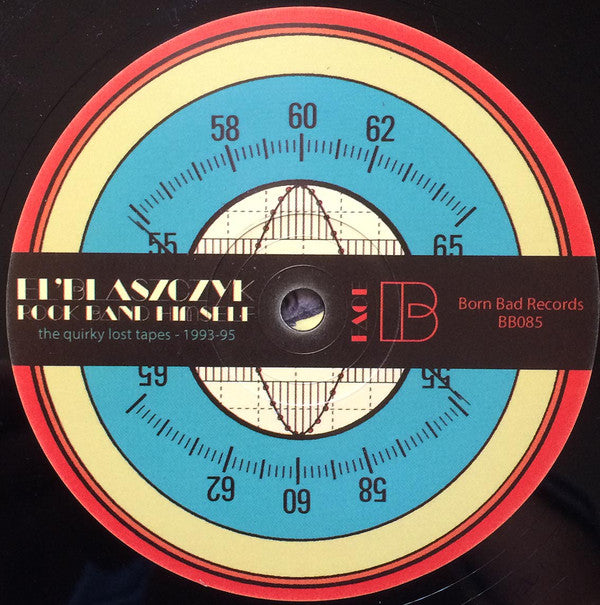 58 60 62
55 65
EL'BLASZCZYK
ROCK BAND HIMSELF
the quirky lost tapes - 1993-95
FACE B
Born Bad Records
BB085
65 55
62 60 58